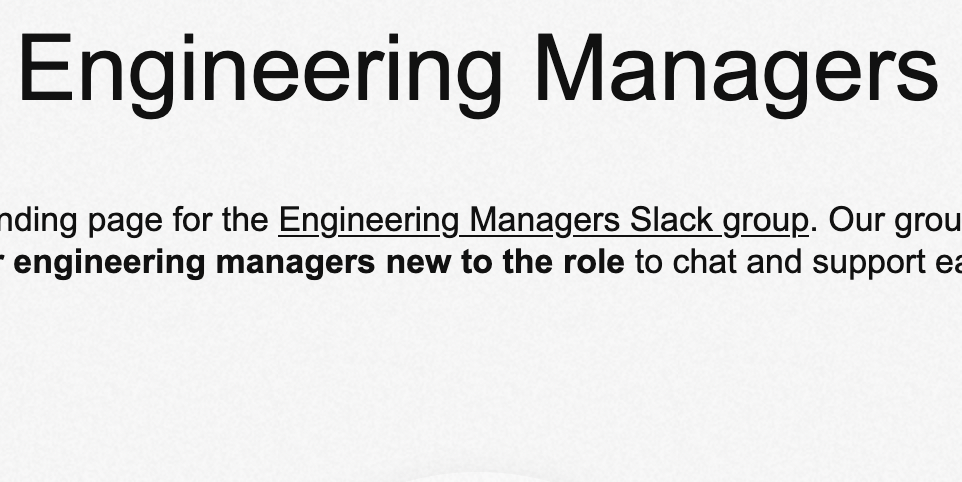 Engineering Managers
nding page for the Engineering Managers Slack group. Our grou
r engineering managers new to the role to chat and support ea